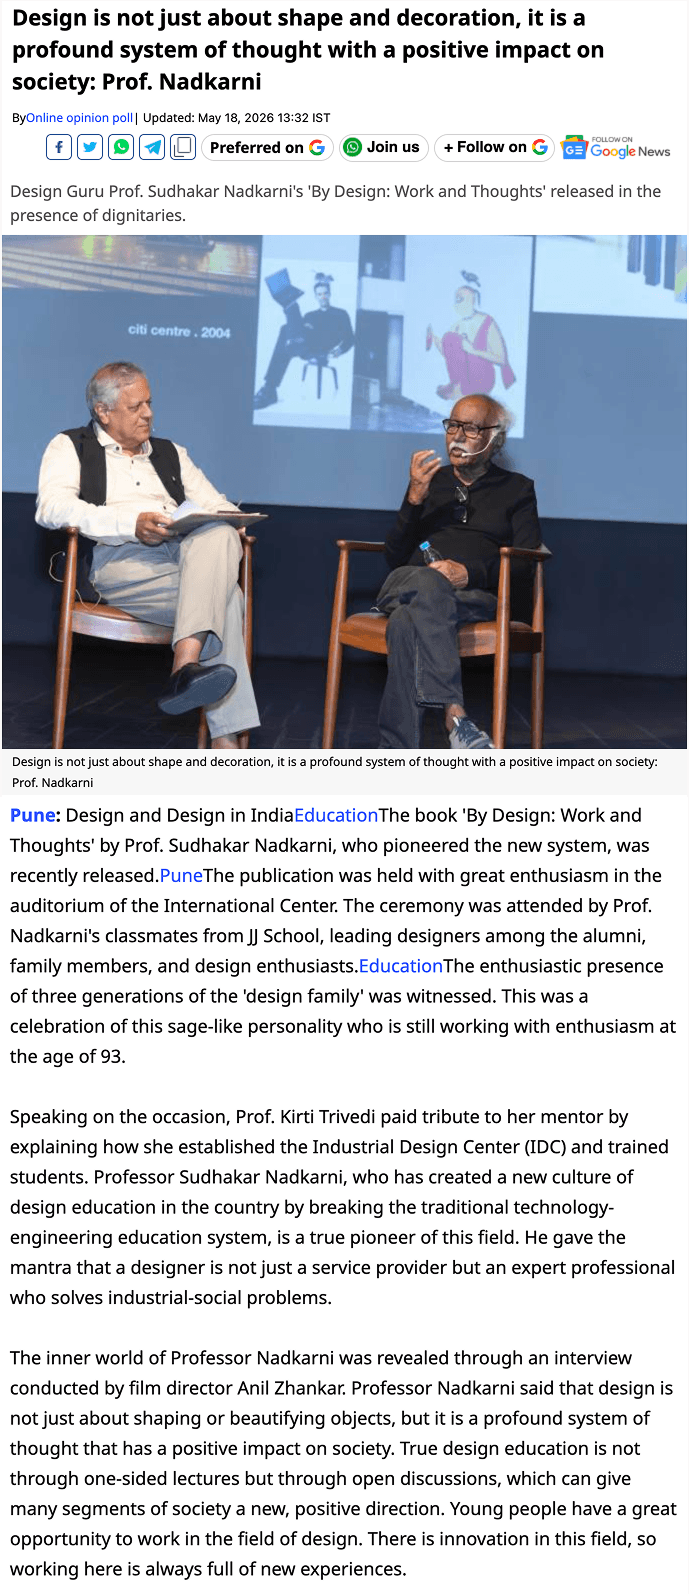 Design is not just about shape and decoration, it is a
profound system of thought with a positive impact on
society: Prof. Nadkarni
ByOnline opinion poll| Updated: May 18, 2026 13:32 IST
Preferred on G
Join us
+ Follow on G
FOLLOW ON
GE Google News
Design Guru Prof. Sudhakar Nadkarni's 'By Design: Work and Thoughts' released in the
presence of dignitaries.
citi centre . 2004
Design is not just about shape and decoration, it is a profound system of thought with a positive impact on society:
Prof. Nadkarni
Pune: Design and Design in IndiaEducationThe book 'By Design: Work and
Thoughts' by Prof. Sudhakar Nadkarni, who pioneered the new system, was
recently released.PuneThe publication was held with great enthusiasm in the
auditorium of the International Center. The ceremony was attended by Prof.
Nadkarni's classmates from JJ School, leading designers among the alumni,
family members, and design enthusiasts.EducationThe enthusiastic presence
of three generations of the 'design family' was witnessed. This was a
celebration of this sage-like personality who is still working with enthusiasm at
the age of 93.
Speaking on the occasion, Prof. Kirti Trivedi paid tribute to her mentor by
explaining how she established the Industrial Design Center (IDC) and trained
students. Professor Sudhakar Nadkarni, who has created a new culture of
design education in the country by breaking the traditional technology-
engineering education system, is a true pioneer of this field. He gave the
mantra that a designer is not just a service provider but an expert professional
who solves industrial-social problems.
The inner world of Professor Nadkarni was revealed through an interview
conducted by film director Anil Zhankar. Professor Nadkarni said that design is
not just about shaping or beautifying objects, but it is a profound system of
thought that has a positive impact on society. True design education is not
through one-sided lectures but through open discussions, which can give
many segments of society a new, positive direction. Young people have a great
opportunity to work in the field of design. There is innovation in this field, so
working here is always full of new experiences.